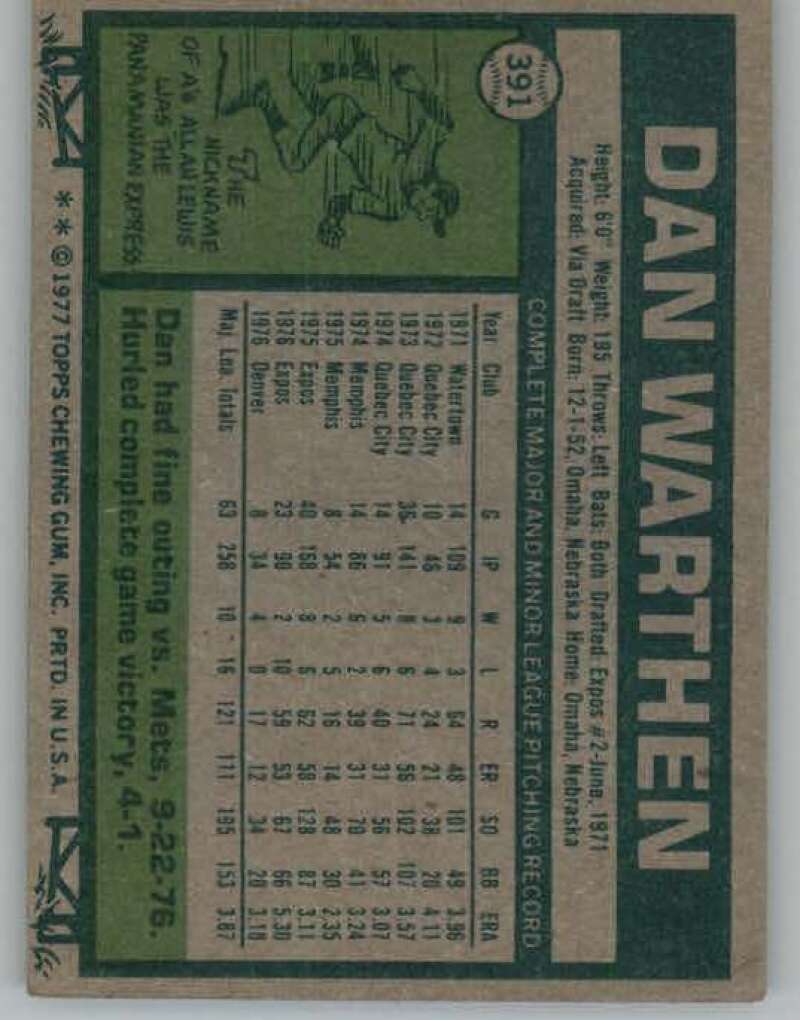 391
DAN WARTHEN
Height: 6'0" Weight: 195 Throws: Left Bats: Both Drafted: Expos #2-June, 1971
Acquired: Via Draft Born: 12-1-52, Omaha, Nebraska Home: Omaha, Nebraska
COMPLETE MAJOR AND MINOR LEAGUE PITCHING RECORD
Year Club G IP W L R ER SO BB ERA
1971 Watertown 14 109 9 3 64 48 101 49 3.96
1972 Quebec City 10 46 3 4 24 21 38 20 4.11
1973 Quebec City 36 141 8 6 71 56 102 107 3.57
1974 Quebec City 14 91 5 6 40 31 56 57 3.07
1974 Memphis 14 86 6 2 39 31 70 41 3.24
1975 Memphis 8 54 2 5 16 14 48 30 2.35
1975 Expos 40 168 8 6 62 58 128 87 3.11
1976 Expos 23 90 2 10 59 53 67 66 5.30
1976 Denver 8 34 4 0 17 12 34 20 3.18
Maj. Lea. Totals 63 258 10 16 121 111 195 153 3.87
THE
NICKNAME
OF A's ALLAN LEWIS
WAS THE
PANAMANIAN EXPRESS
Dan had fine outing vs. Mets, 9-22-76.
Hurled complete game victory, 4-1.
* * ©1977 TOPPS CHEWING GUM, INC. PRTD. IN U.S.A.